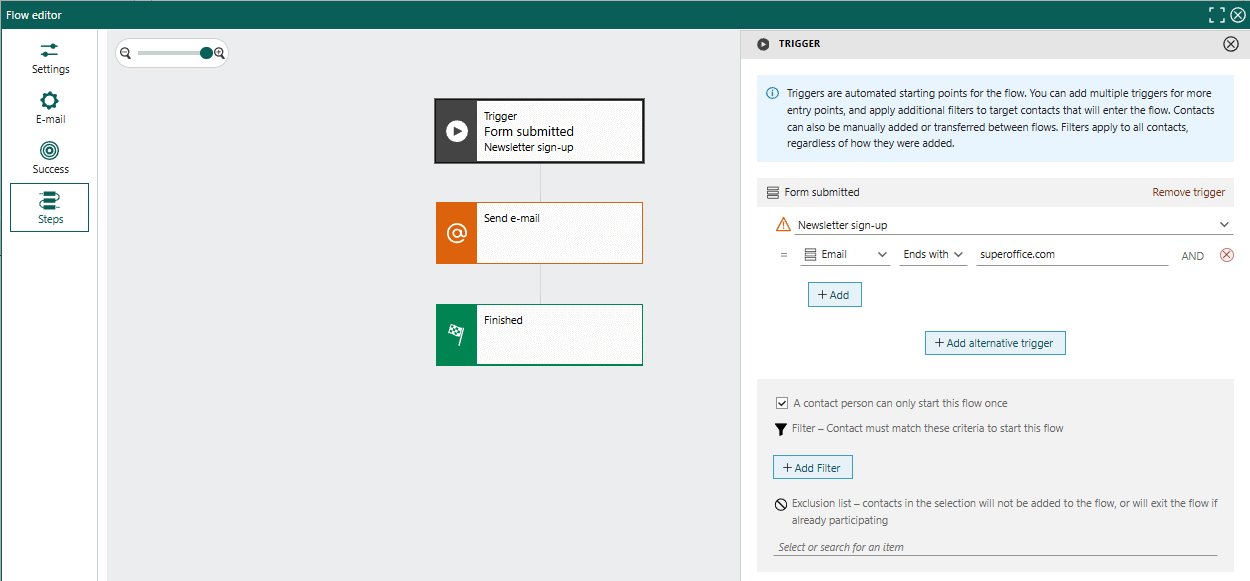 Flow editor
Settings
E-mail
Success
Steps
Trigger
Form submitted
Newsletter sign-up
Send e-mail
Finished
TRIGGER
Triggers are automated starting points for the flow. You can add multiple triggers for more
entry points, and apply additional filters to target contacts that will enter the flow. Contacts
can also be manually added or transferred between flows. Filters apply to all contacts,
regardless of how they were added.
Form submitted Remove trigger
Newsletter sign-up
= Email Ends with superoffice.com AND
+ Add
+ Add alternative trigger
A contact person can only start this flow once
Filter – Contact must match these criteria to start this flow
+ Add Filter
Exclusion list – contacts in the selection will not be added to the flow, or will exit the flow if
already participating
Select or search for an item